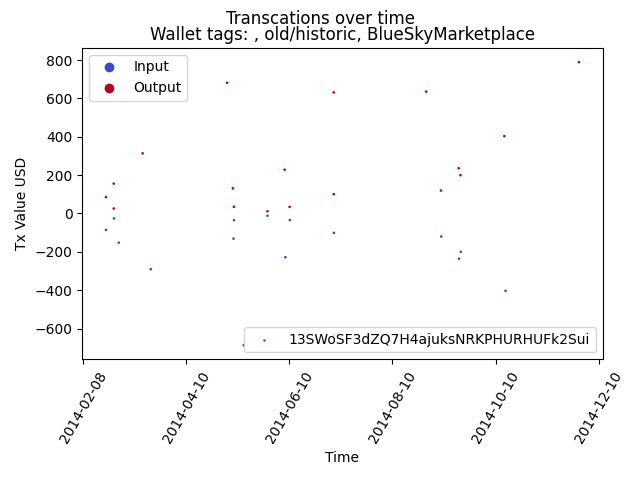 Transcations over time
Wallet tags: , old/historic, BlueSkyMarketplace
Input
Output
800
600
400
200
0
−200
−400
−600
Tx Value USD
13SWoSF3dZQ7H4ajuksNRKPHURHUFk2Sui
2014-02-08
2014-04-10
2014-06-10
2014-08-10
2014-10-10
2014-12-10
Time